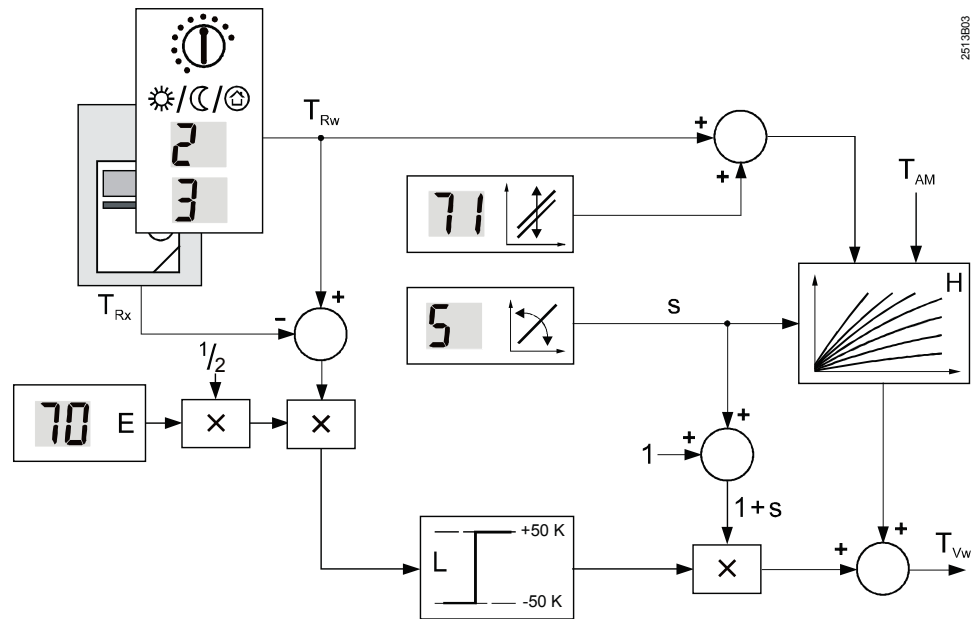 2513B03
T_Rw
2
3
+
+
71
T_AM
H
T_Rx
-
+
5
s
1/2
70
E
×
×
+
+
1
1+s
L
+50 K
-50 K
×
+
+
T_Vw